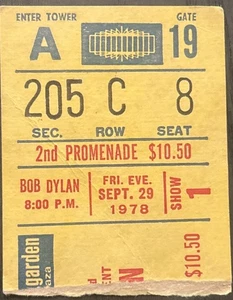 ENTER TOWER GATE
A 19
205 C 8
SEC. ROW SEAT
2nd PROMENADE $10.50
BOB DYLAN
8:00 P.M.
FRI. EVE.
SEPT. 29
1978
SHOW 1
garden
$10.50